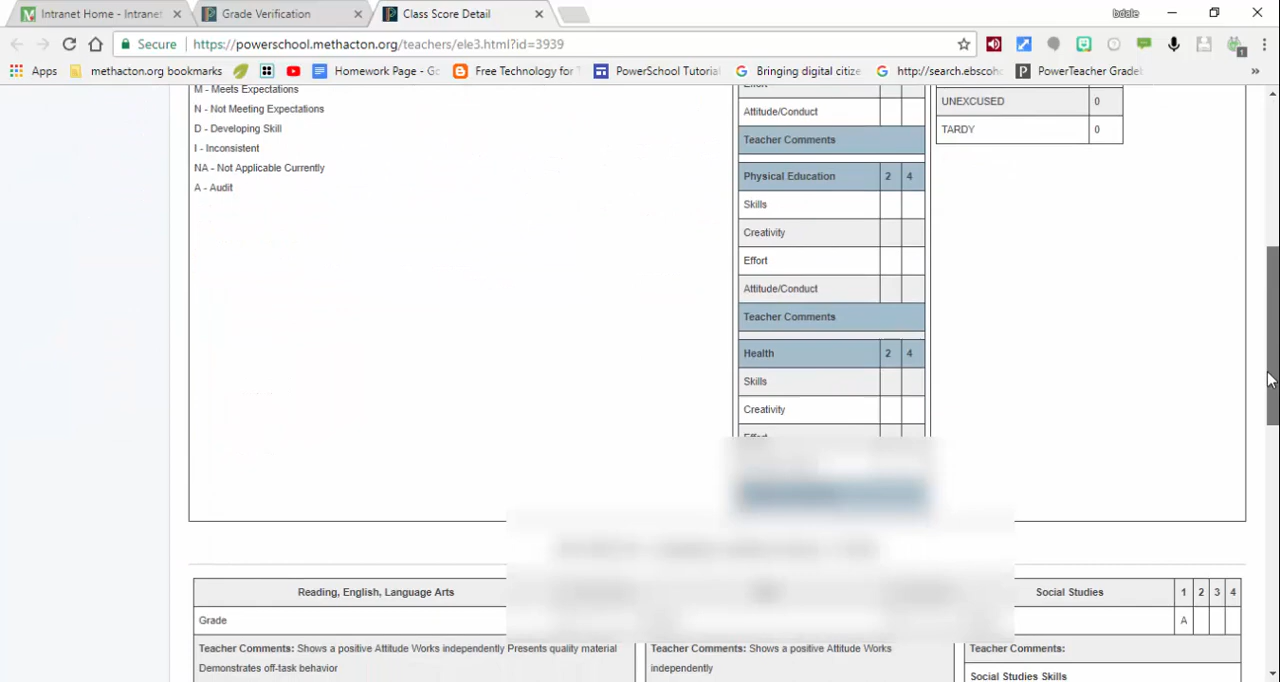 Intranet Home - Intranet
Grade Verification
Class Score Detail
bdale
Secure
https://powerschool.methacton.org/teachers/ele3.html?id=3939
Apps
methacton.org bookmarks
Homework Page - Go
Free Technology for T
PowerSchool Tutorial
Bringing digital citize
http://search.ebscoh
PowerTeacher Grade
M - Meets Expectations
N - Not Meeting Expectations
D - Developing Skill
I - Inconsistent
NA - Not Applicable Currently
A - Audit
Effort
Attitude/Conduct
Teacher Comments
Physical Education 2 4
Skills
Creativity
Effort
Attitude/Conduct
Teacher Comments
Health 2 4
Skills
Creativity
Effort
UNEXCUSED 0
TARDY 0
Reading, English, Language Arts
Grade
Teacher Comments: Shows a positive Attitude Works independently Presents quality material
Demonstrates off-task behavior
Teacher Comments: Shows a positive Attitude Works
independently
Social Studies 1 2 3 4
A
Teacher Comments:
Social Studies Skills